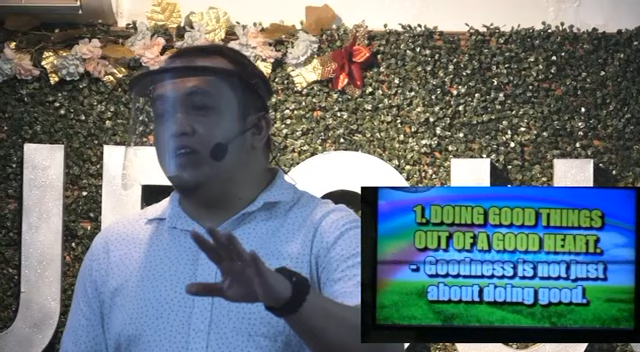 1. DOING GOOD THINGS
OUT OF A GOOD HEART.
- Goodness is not just
about doing good.